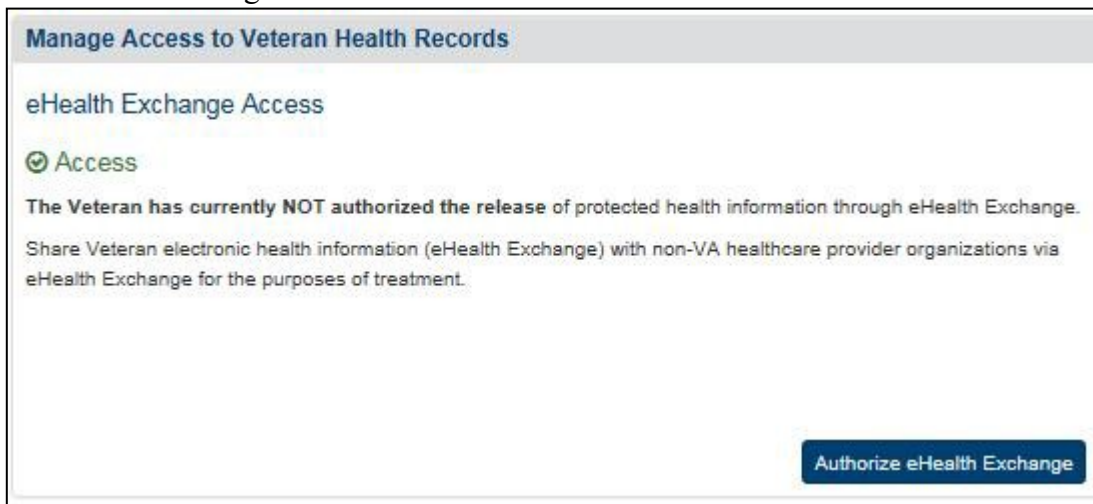 Manage Access to Veteran Health Records
eHealth Exchange Access
Access
The Veteran has currently NOT authorized the release of protected health information through eHealth Exchange.
Share Veteran electronic health information (eHealth Exchange) with non-VA healthcare provider organizations via
eHealth Exchange for the purposes of treatment.
Authorize eHealth Exchange